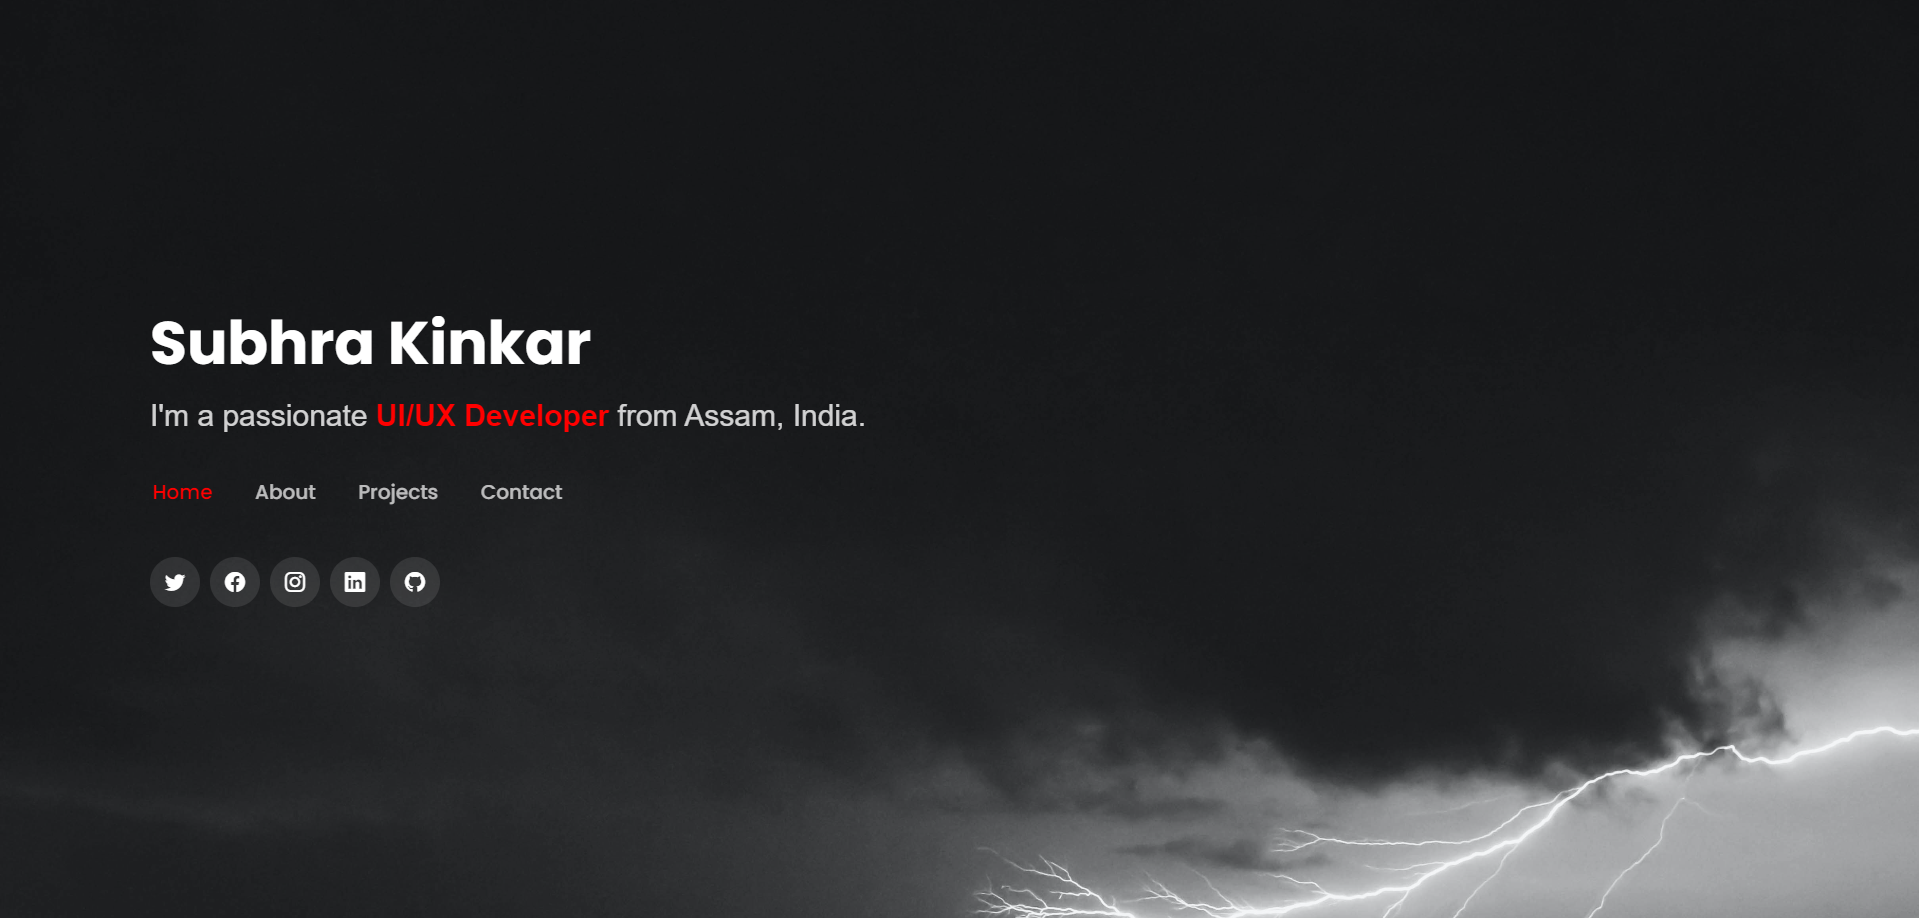 Subhra Kinkar
I'm a passionate UI/UX Developer from Assam, India.
Home About Projects Contact